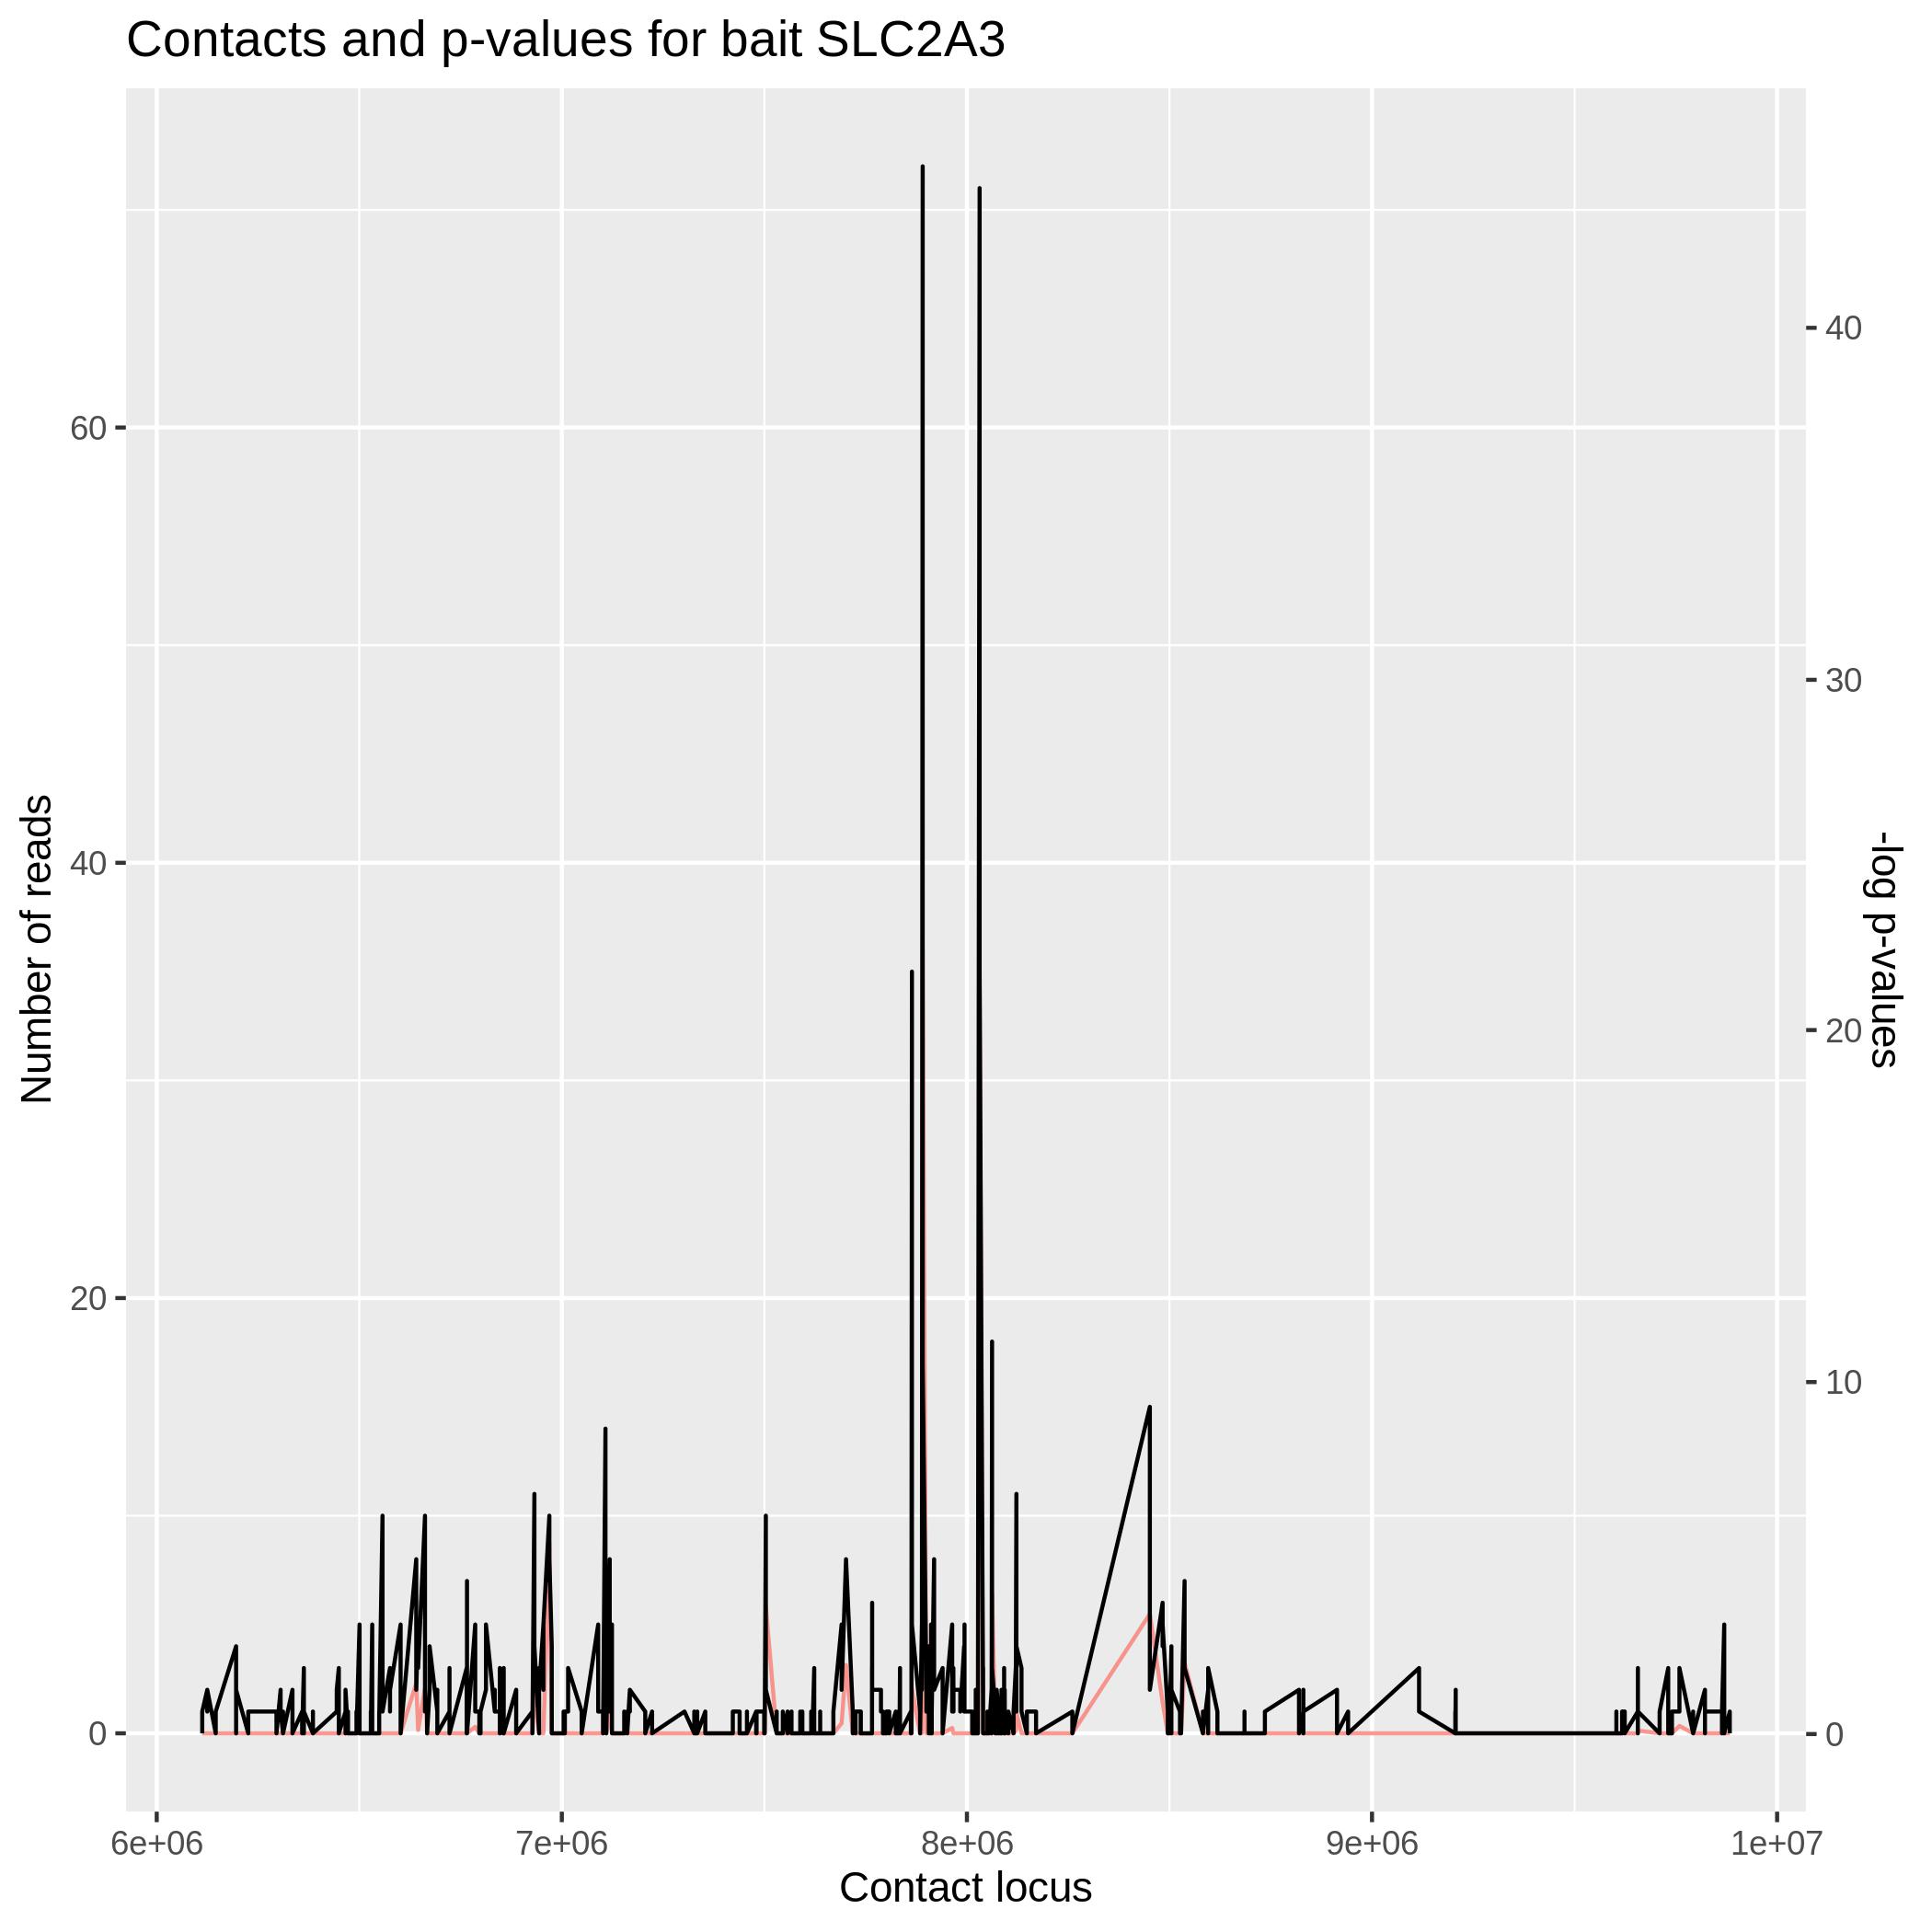 Contacts and p-values for bait SLC2A3
60
40
20
0
40
30
20
10
0
6e+06 7e+06 8e+06 9e+06 1e+07
Contact locus
Number of reads
-log p-values